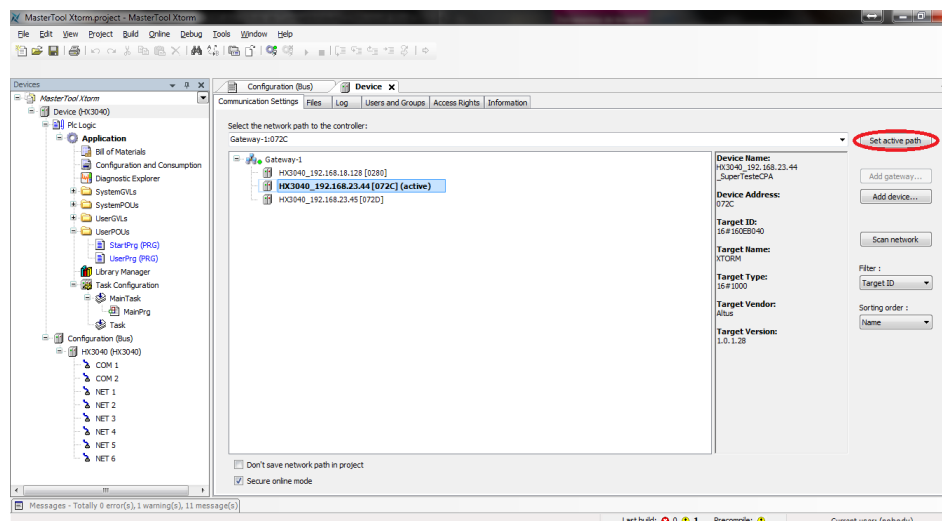 MasterTool Xtorm.project - MasterTool Xtorm
File Edit View Project Build Online Debug Tools Window Help
Devices
MasterTool Xtorm
Device (HX3040)
Plc Logic
Application
Bill of Materials
Configuration and Consumption
Diagnostic Explorer
SystemGVLs
SystemPOUs
UserGVLs
UserPOUs
StartPrg (PRG)
UserPrg (PRG)
Library Manager
Task Configuration
MainTask
MainPrg
Task
Configuration (Bus)
HX3040 (HX3040)
COM 1
COM 2
NET 1
NET 2
NET 3
NET 4
NET 5
NET 6
Configuration (Bus) Device
Communication Settings Files Log Users and Groups Access Rights Information
Select the network path to the controller:
Gateway-1:072C
Set active path
Gateway-1
HX3040_192.168.18.128 [0280]
HX3040_192.168.23.44 [072C] (active)
HX3040_192.168.23.45 [072D]
Device Name:
HX3040_192.168.23.44
_SuperTesteCPA
Device Address:
072C
Target ID:
16#160EB040
Target Name:
XTORM
Target Type:
16#1000
Target Vendor:
Altus
Target Version:
1.0.1.28
Add gateway...
Add device...
Scan network
Filter :
Target ID
Sorting order :
Name
Don't save network path in project
Secure online mode
Messages - Totally 0 error(s), 1 warning(s), 11 message(s)
Last build: 0 1 Precompile: Current user: (nobody)